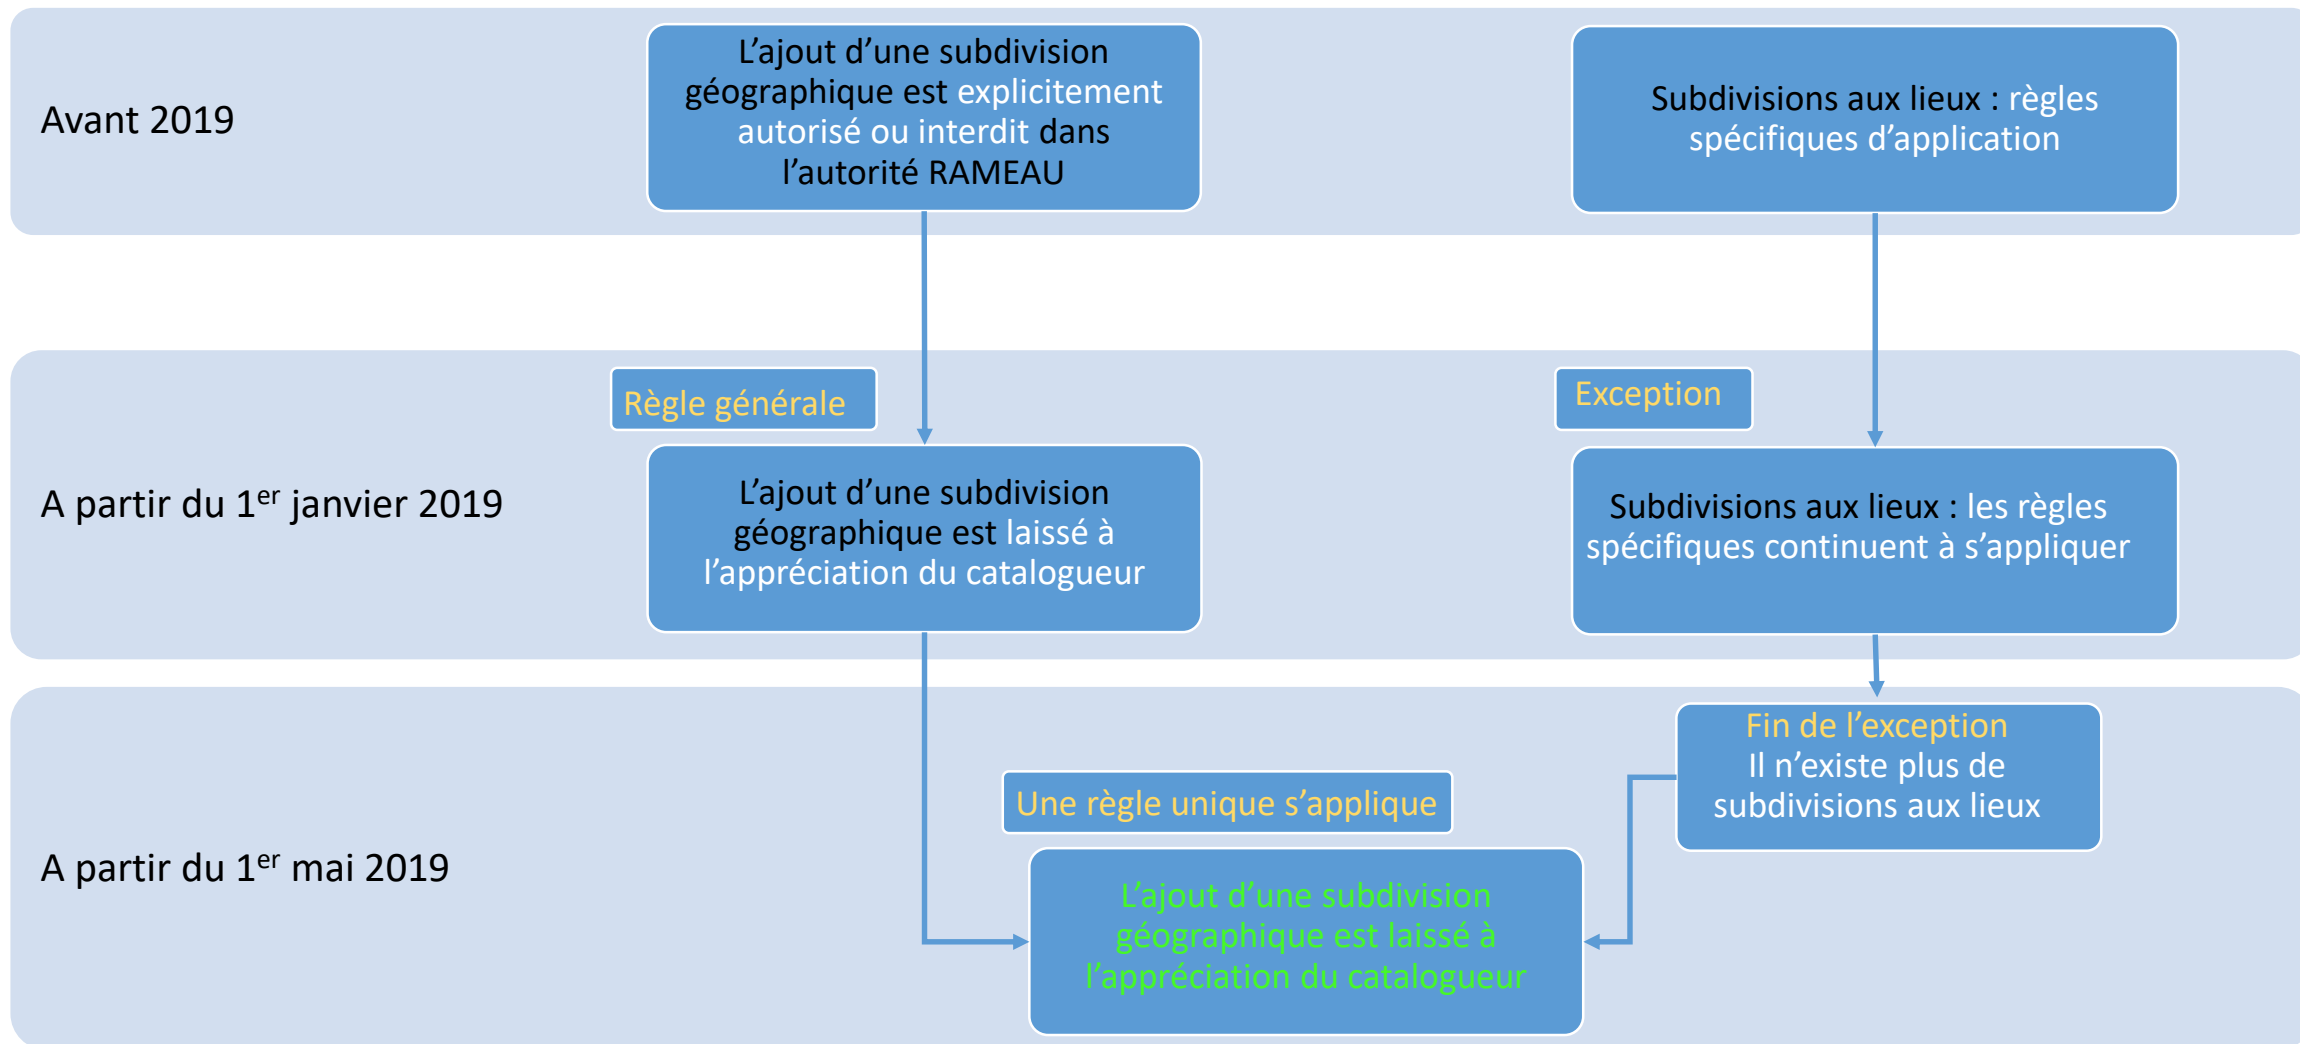 Avant 2019
L’ajout d’une subdivision
géographique est explicitement
autorisé ou interdit dans
l’autorité RAMEAU
Subdivisions aux lieux : règles
spécifiques d’application
A partir du 1er janvier 2019
Règle générale
L’ajout d’une subdivision
géographique est laissé à
l’appréciation du catalogueur
Exception
Subdivisions aux lieux : les règles
spécifiques continuent à s’appliquer
A partir du 1er mai 2019
Fin de l’exception
Il n’existe plus de
subdivisions aux lieux
Une règle unique s’applique
L’ajout d’une subdivision
géographique est laissé à
l’appréciation du catalogueur